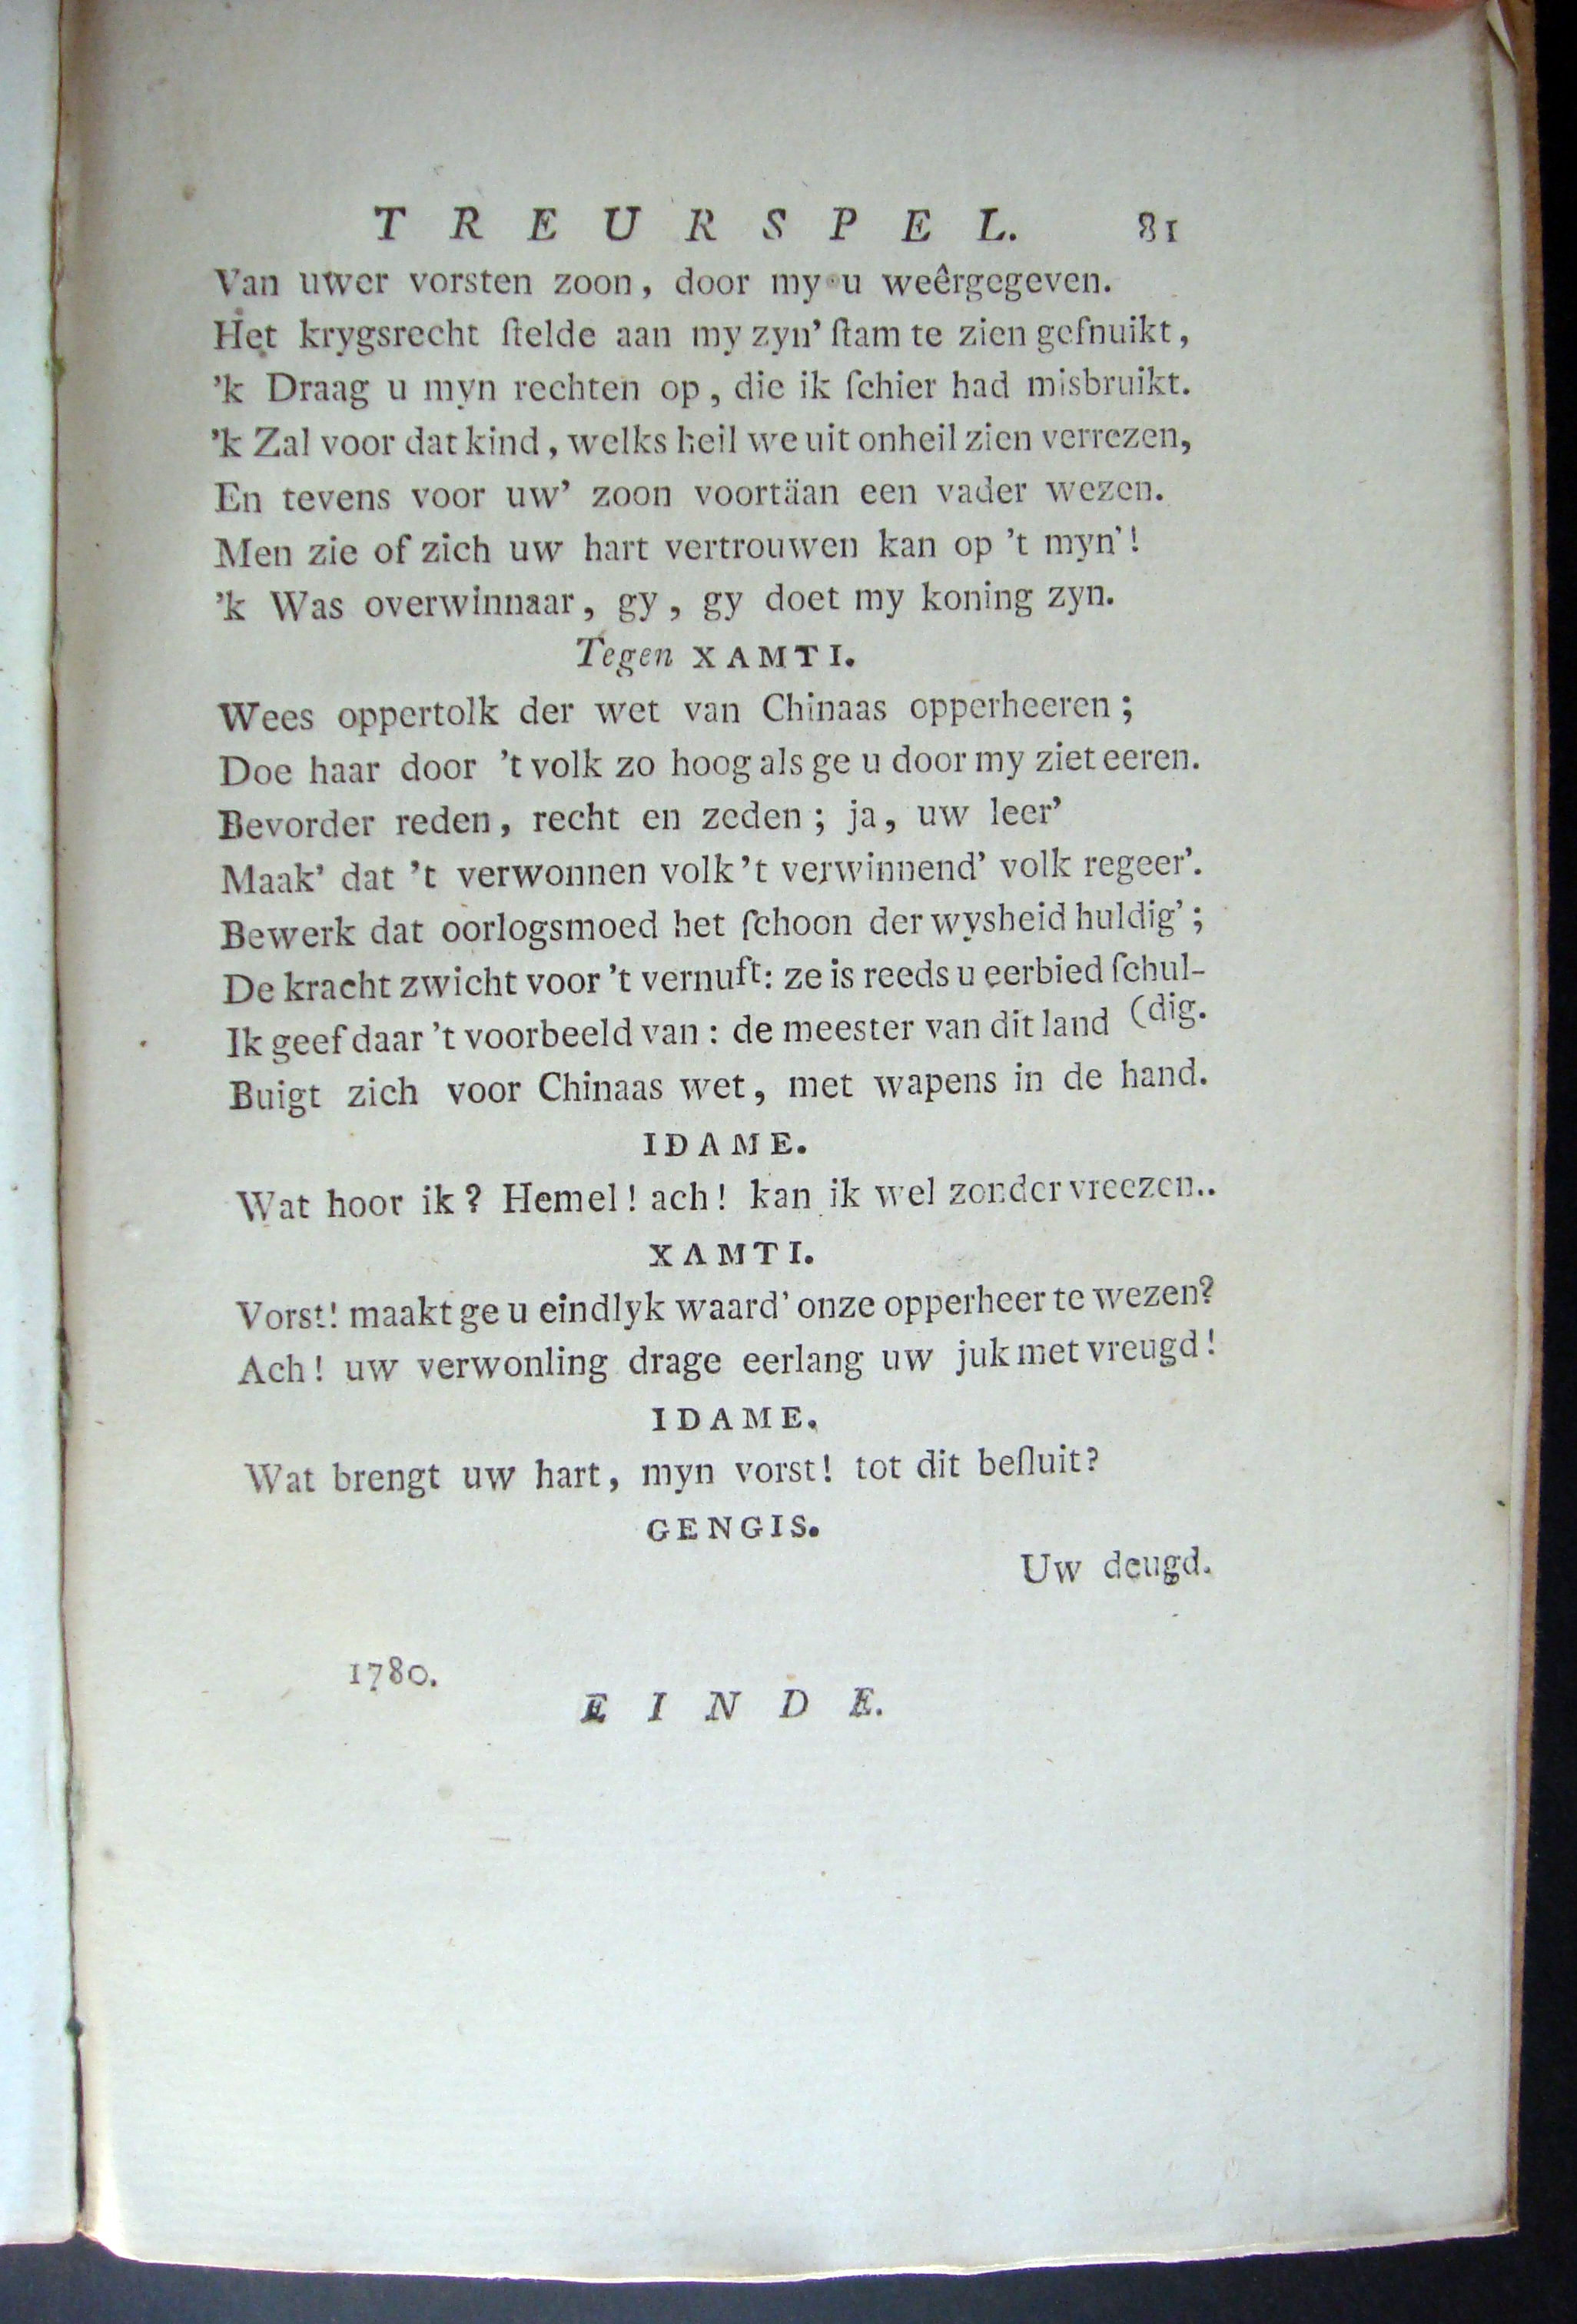 TREURSPEL. 81
Van uwer vorsten zoon, door my u weêrgegeven.
Het krygsrecht ſtelde aan my zyn' ſtam te zien geſnuikt,
'k Draag u myn rechten op, die ik ſchier had misbruikt.
'k Zal voor dat kind, welks heil we uit onheil zien verrezen,
En tevens voor uw' zoon voortäan een vader wezen.
Men zie of zich uw hart vertrouwen kan op 't myn'!
'k Was overwinnaar, gy, gy doet my koning zyn.
Tegen XAMTI.
Wees oppertolk der wet van Chinaas opperheeren;
Doe haar door 't volk zo hoog als ge u door my ziet eeren.
Bevorder reden, recht en zeden; ja, uw leer'
Maak' dat 't verwonnen volk 't verwinnend' volk regeer'.
Bewerk dat oorlogsmoed het ſchoon der wysheid huldig';
De kracht zwicht voor 't vernuft: ze is reeds u eerbied ſchul-
Ik geef daar 't voorbeeld van: de meester van dit land (dig.
Buigt zich voor Chinaas wet, met wapens in de hand.
IDAME.
Wat hoor ik? Hemel! ach! kan ik wel zonder vreezen..
XAMTI.
Vorst! maakt ge u eindlyk waard' onze opperheer te wezen?
Ach! uw verwonling drage eerlang uw juk met vreugd!
IDAME.
Wat brengt uw hart, myn vorst! tot dit beſluit?
GENGIS.
Uw deugd.
1780.
EINDE.